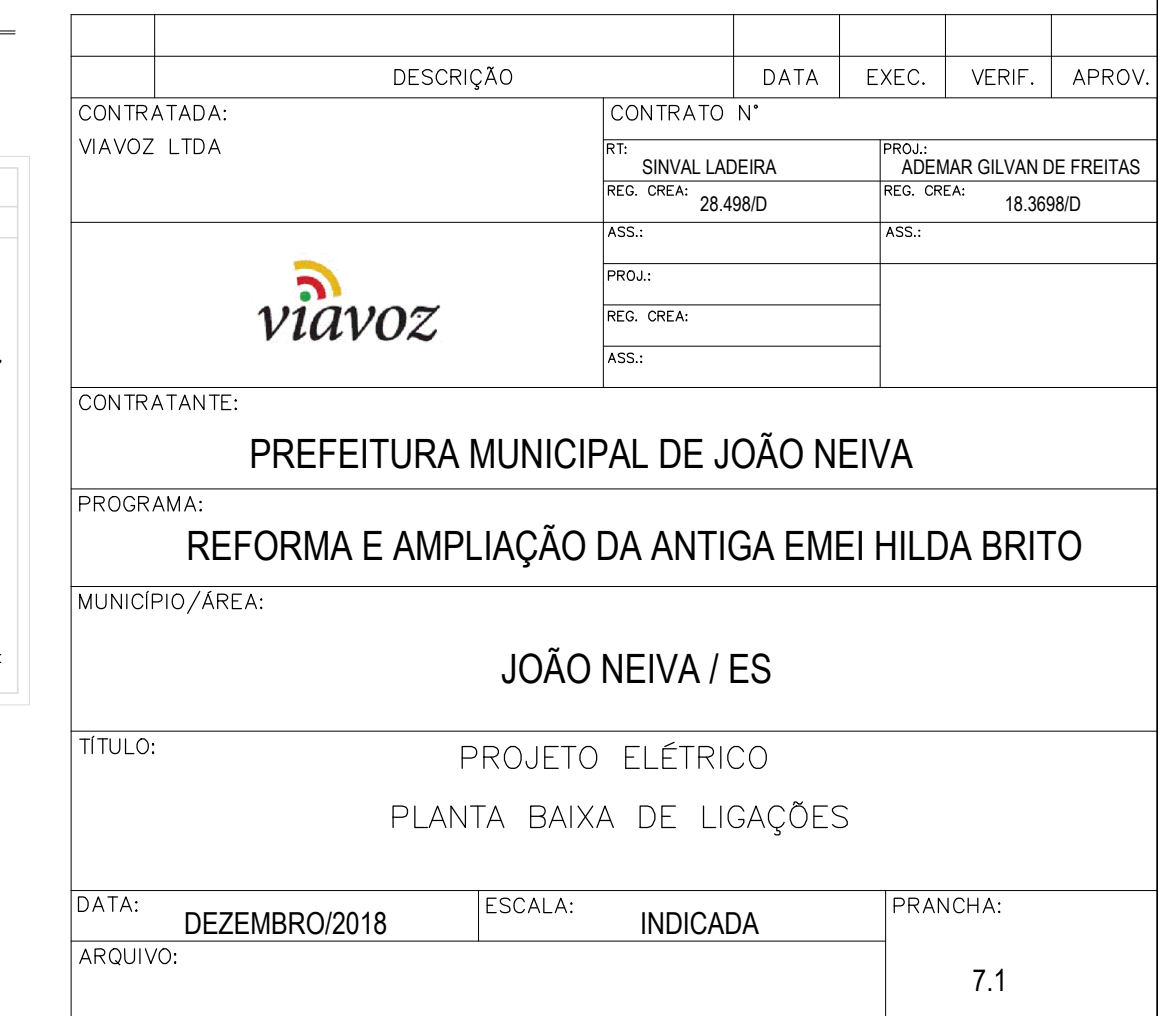 DESCRIÇÃO DATA EXEC. VERIF. APROV.
CONTRATADA:
VIAVOZ LTDA
CONTRATO N°
RT:
SINVAL LADEIRA
PROJ.:
ADEMAR GILVAN DE FREITAS
REG. CREA:
28.498/D
REG. CREA:
18.3698/D
ASS.:
ASS.:
viavoz
PROJ.:
REG. CREA:
ASS.:
CONTRATANTE:
PREFEITURA MUNICIPAL DE JOÃO NEIVA
PROGRAMA:
REFORMA E AMPLIAÇÃO DA ANTIGA EMEI HILDA BRITO
MUNICÍPIO/ÁREA:
JOÃO NEIVA / ES
TÍTULO:
PROJETO ELÉTRICO
PLANTA BAIXA DE LIGAÇÕES
DATA:
DEZEMBRO/2018
ESCALA:
INDICADA
PRANCHA:
7.1
ARQUIVO: